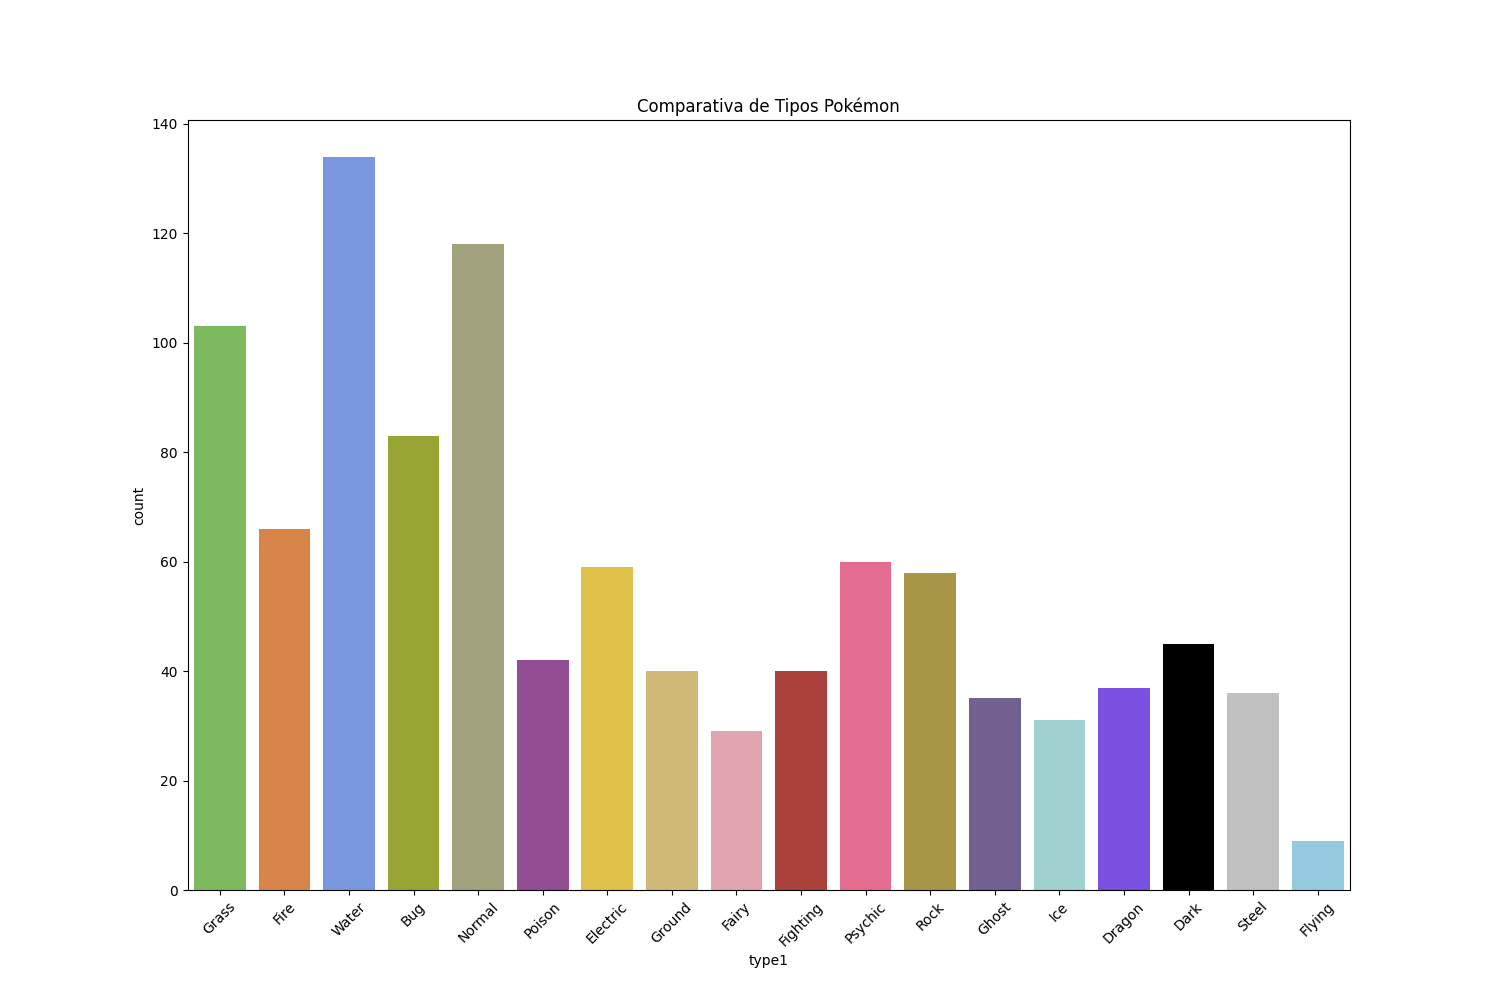 Comparativa de Tipos Pokémon
140
120
100
80
60
40
20
0
count
Grass
Fire
Water
Bug
Normal
Poison
Electric
Ground
Fairy
Fighting
Psychic
Rock
Ghost
Ice
Dragon
Dark
Steel
Flying
type1